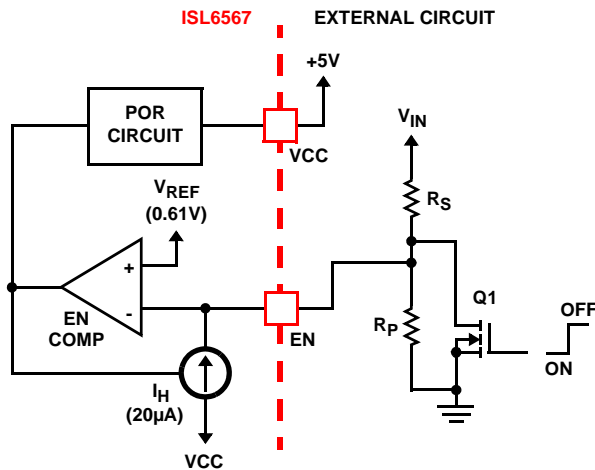 ISL6567
EXTERNAL CIRCUIT
+5V
POR
CIRCUIT
VCC
VIN
VREF
(0.61V)
RS
+
-
EN
COMP
EN
RP
Q1
OFF
ON
IH
(20µA)
VCC